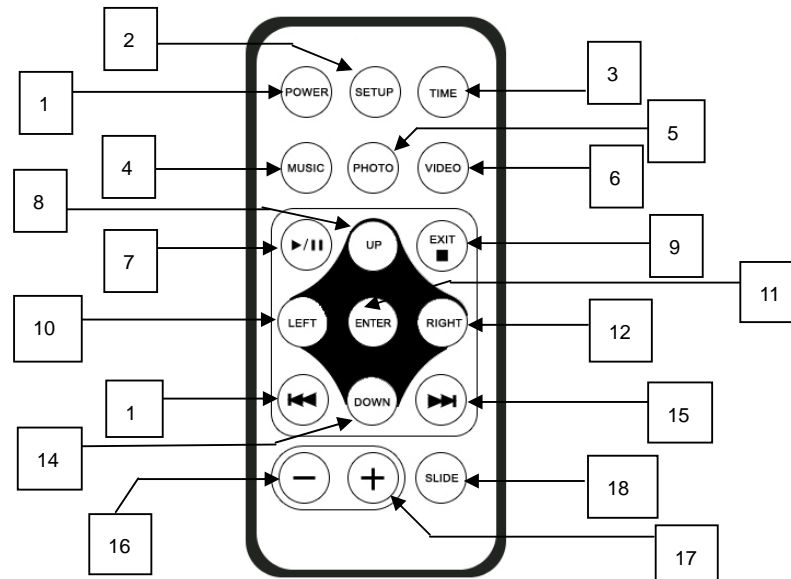 2
POWER SETUP TIME
3
1
5
MUSIC PHOTO VIDEO
4
6
8
UP
EXIT
7
9
11
LEFT ENTER RIGHT
10
12
1
DOWN
15
14
SLIDE
18
16
17